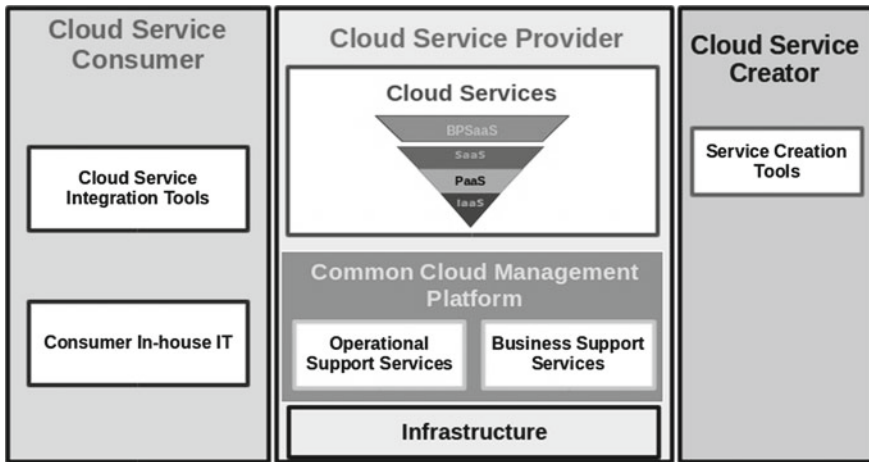 Cloud Service
Consumer
Cloud Service
Integration Tools
Consumer In-house IT
Cloud Service Provider
Cloud Services
BPSaaS
SaaS
PaaS
IaaS
Common Cloud Management
Platform
Operational
Support Services
Business Support
Services
Infrastructure
Cloud Service
Creator
Service Creation
Tools